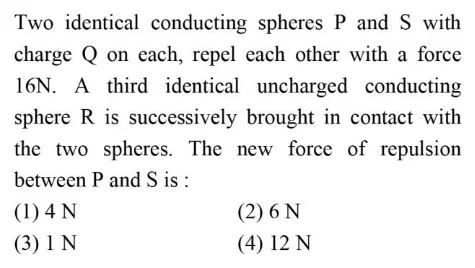 Two identical conducting spheres P and S with
charge Q on each, repel each other with a force
16N. A third identical uncharged conducting
sphere R is successively brought in contact with
the two spheres. The new force of repulsion
between P and S is :
(1) 4 N (2) 6 N
(3) 1 N (4) 12 N